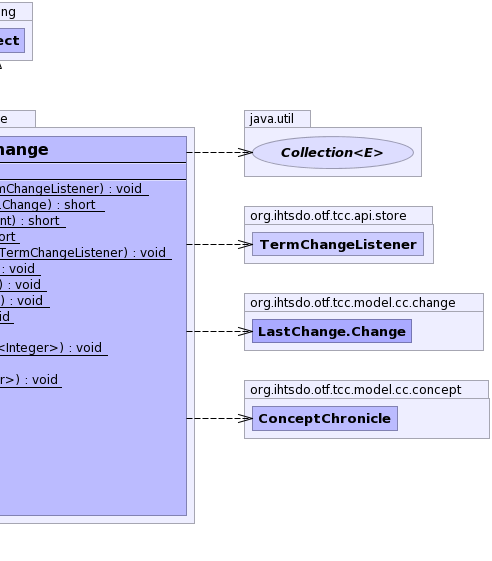 ng
ect
e
hange
mChangeListener) : void
.Change) : short
nt) : short
ort
TermChangeListener) : void
) : void
) : void
) : void
id
<Integer>) : void
r>) : void
java.util
Collection<E>
org.ihtsdo.otf.tcc.api.store
TermChangeListener
org.ihtsdo.otf.tcc.model.cc.change
LastChange.Change
org.ihtsdo.otf.tcc.model.cc.concept
ConceptChronicle